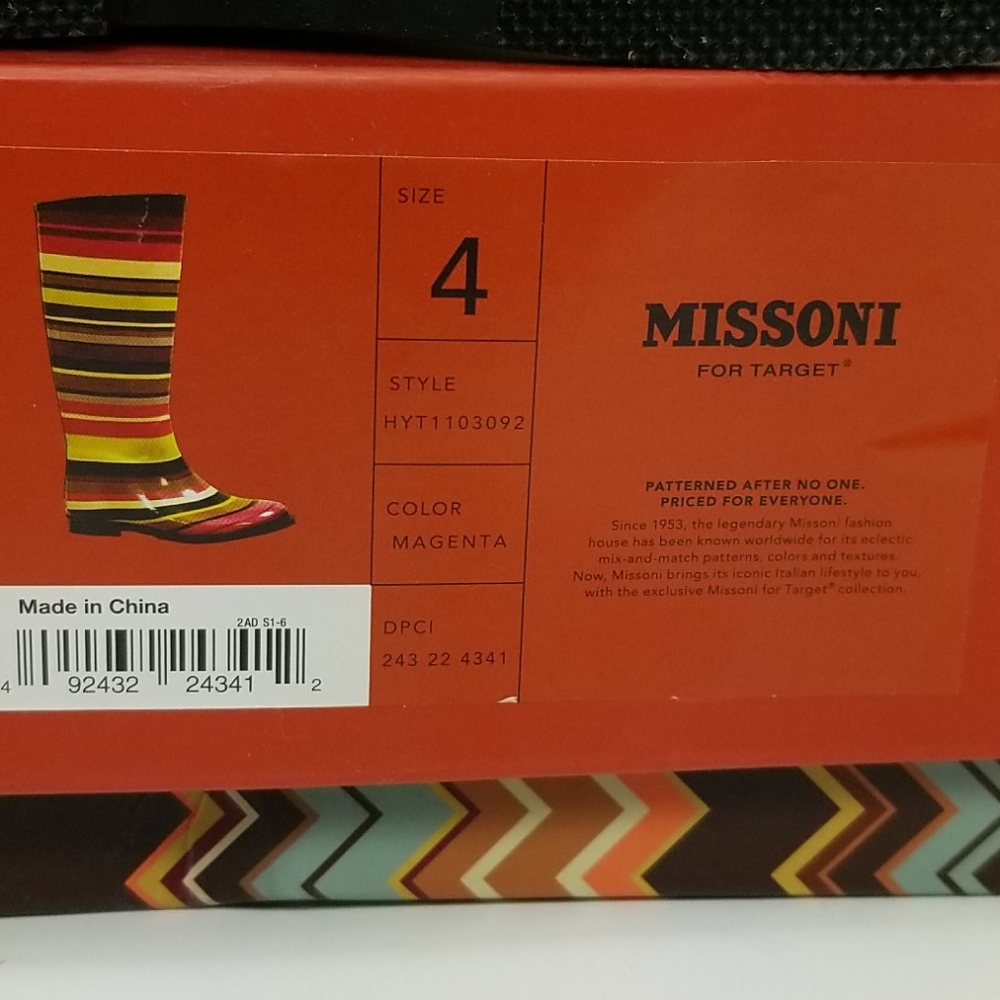 SIZE
4
STYLE
HYT1103092
COLOR
MAGENTA
DPCI
243 22 4341
Made in China
2AD S1-6
4 92432 24341 2
MISSONI
FOR TARGET®
PATTERNED AFTER NO ONE.
PRICED FOR EVERYONE.
Since 1953, the legendary Missoni fashion
house has been known worldwide for its eclectic
mix-and-match patterns, colors and textures.
Now, Missoni brings its iconic Italian lifestyle to you,
with the exclusive Missoni for Target® collection.